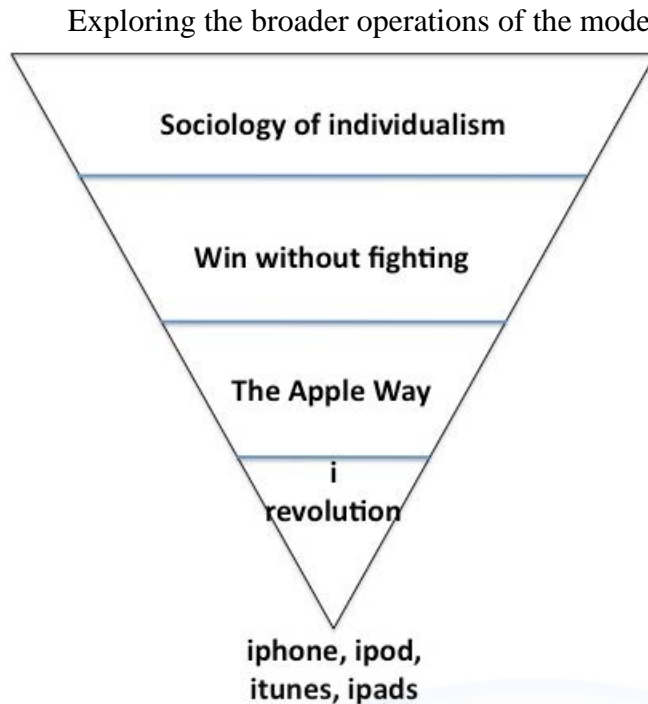 Exploring the broader operations of the mode
Sociology of individualism
Win without fighting
The Apple Way
i
revolution
iphone, ipod,
itunes, ipads